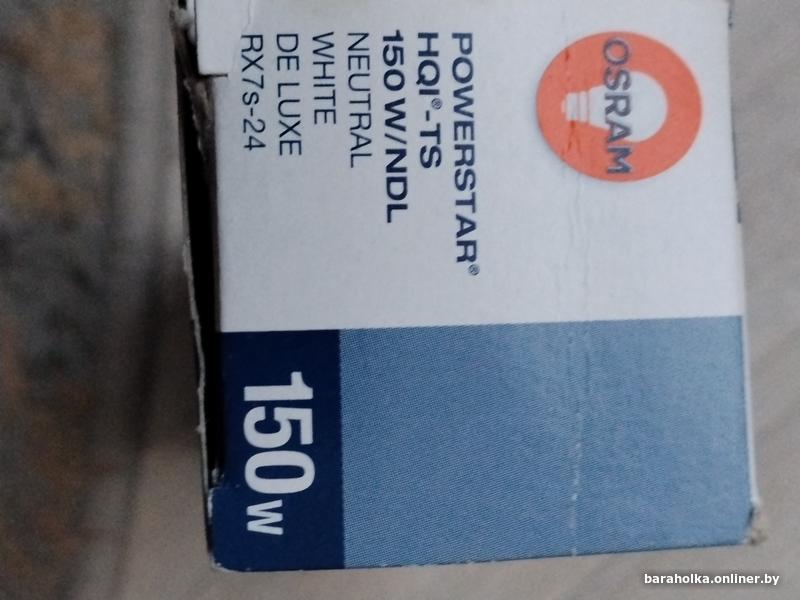 OSRAM
POWERSTAR®
HQI®-TS
150 W/NDL
NEUTRAL
WHITE
DE LUXE
RX7s-24
150 W
baraholka.onliner.by